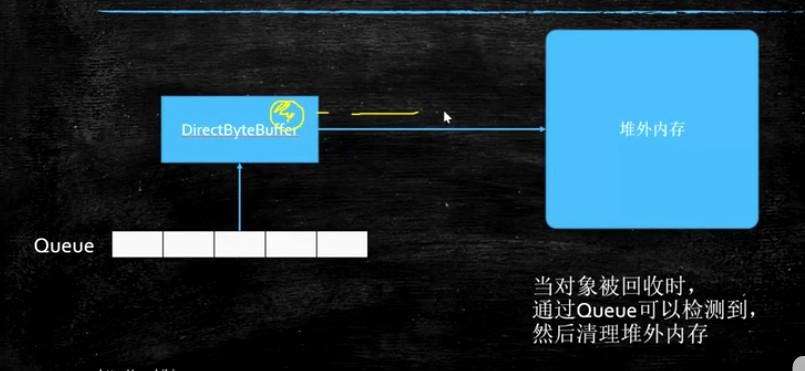 DirectByteBuffer
堆外内存
Queue
当对象被回收时，
通过Queue可以检测到，
然后清理堆外内存